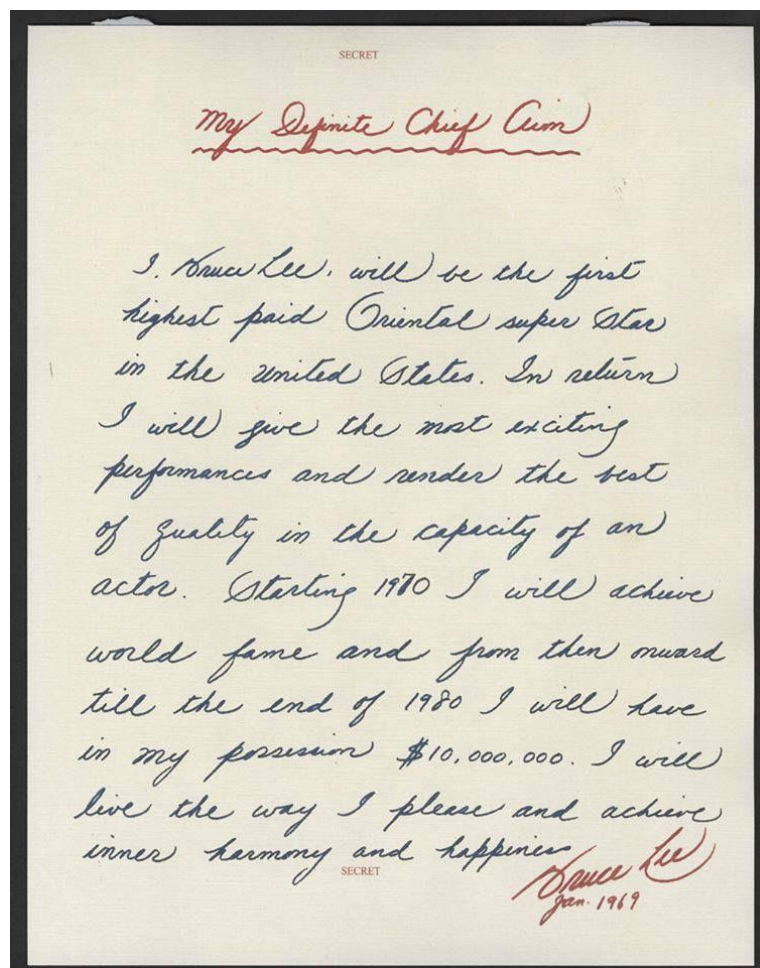 SECRET
My Definite Chief Aim
I, Bruce Lee, will be the first
highest paid Oriental super Star
in the United States. In return
I will give the most exciting
performances and render the best
of quality in the capacity of an
actor. Starting 1970 I will achieve
world fame and from then onward
till the end of 1980 I will have
in my possession $10,000,000. I will
live the way I please and achieve
inner harmony and happiness
SECRET
Bruce Lee
Jan. 1969